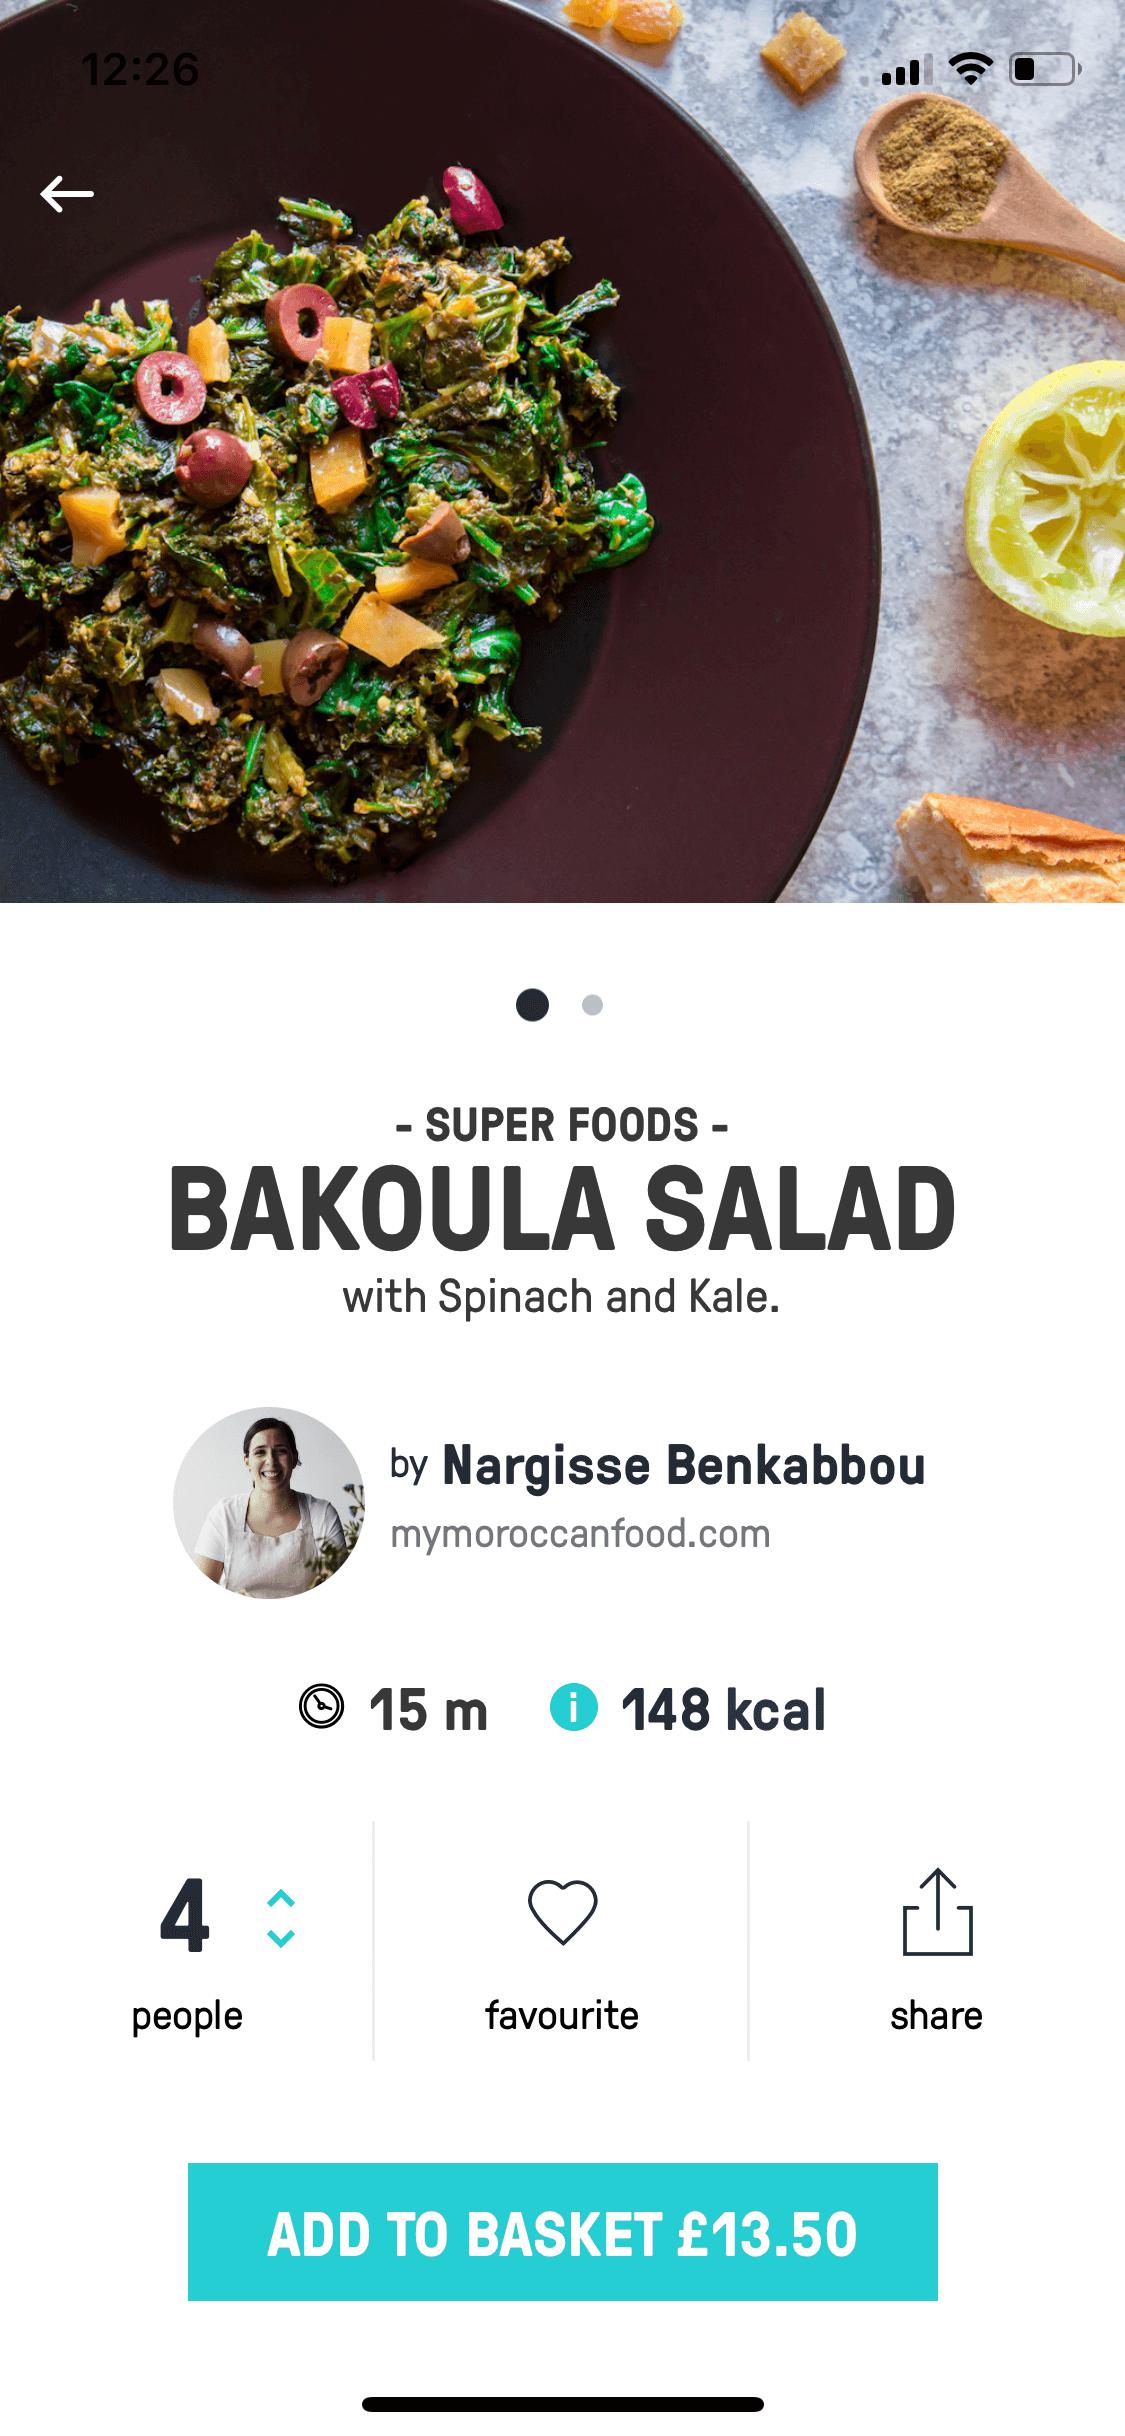 12:26
- SUPER FOODS -
BAKOULA SALAD
with Spinach and Kale.
by Nargisse Benkabbou
mymoroccanfood.com
15 m i 148 kcal
4
people favourite share
ADD TO BASKET £13.50